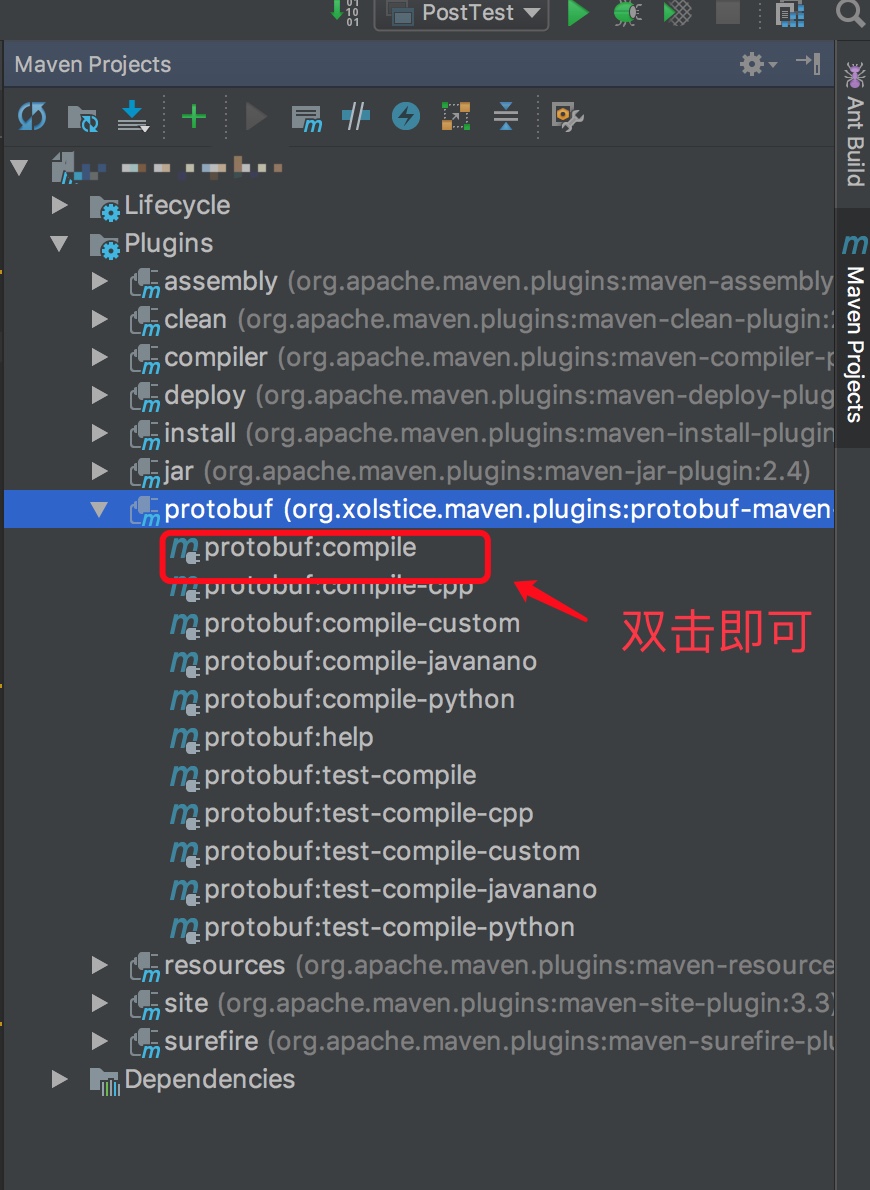 PostTest
Maven Projects
Ant Build
Maven Projects
Lifecycle
Plugins
assembly (org.apache.maven.plugins:maven-assembly
clean (org.apache.maven.plugins:maven-clean-plugin:
compiler (org.apache.maven.plugins:maven-compiler-p
deploy (org.apache.maven.plugins:maven-deploy-plug
install (org.apache.maven.plugins:maven-install-plugin
jar (org.apache.maven.plugins:maven-jar-plugin:2.4)
protobuf (org.xolstice.maven.plugins:protobuf-maven-
protobuf:compile
protobuf:compile-cpp
双击即可
protobuf:compile-custom
protobuf:compile-javanano
protobuf:compile-python
protobuf:help
protobuf:test-compile
protobuf:test-compile-cpp
protobuf:test-compile-custom
protobuf:test-compile-javanano
protobuf:test-compile-python
resources (org.apache.maven.plugins:maven-resource
site (org.apache.maven.plugins:maven-site-plugin:3.3)
surefire (org.apache.maven.plugins:maven-surefire-plu
Dependencies